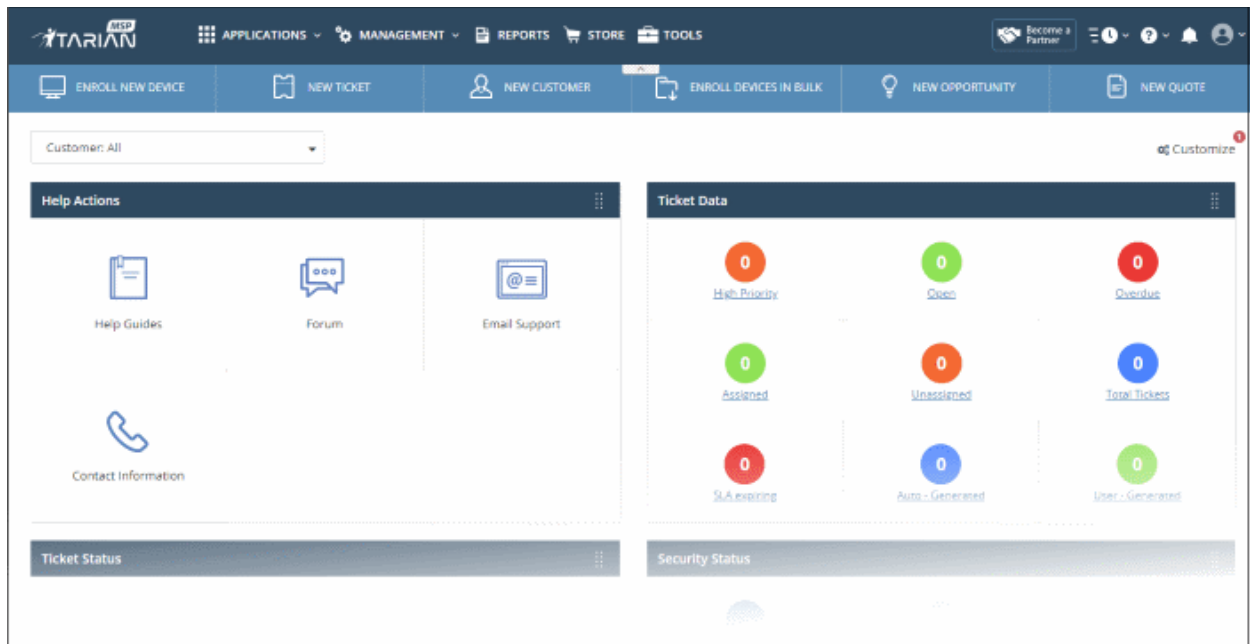 ITARIAN MSP
APPLICATIONS MANAGEMENT REPORTS STORE TOOLS
Become a
Partner
ENROLL NEW DEVICE NEW TICKET NEW CUSTOMER ENROLL DEVICES IN BULK NEW OPPORTUNITY NEW QUOTE
Customer: All
1
Customize
Help Actions
Help Guides
Forum
@
Email Support
Contact Information
Ticket Data
0 0 0
High Priority Open Overdue
0 0 0
Assigned Unassigned Total Tickets
0 0 0
SLA expiring Auto - Generated User - Generated
Ticket Status
Security Status